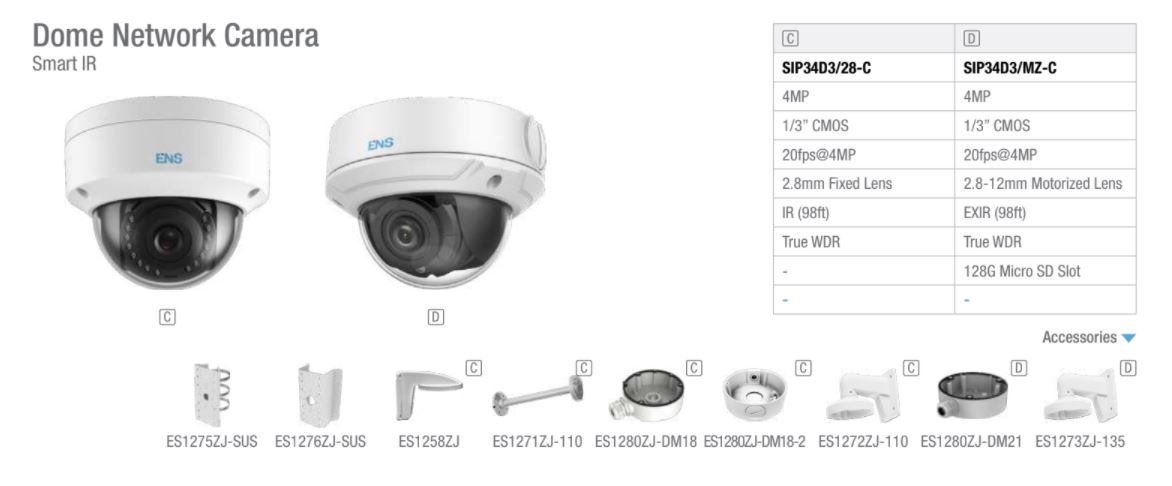 Dome Network Camera
Smart IR
ENS
ENS
C
D
C D
SIP34D3/28-C SIP34D3/MZ-C
4MP 4MP
1/3” CMOS 1/3” CMOS
20fps@4MP 20fps@4MP
2.8mm Fixed Lens 2.8-12mm Motorized Lens
IR (98ft) EXIR (98ft)
True WDR True WDR
- 128G Micro SD Slot
- -
Accessories
C C C C C D D
ES1275ZJ-SUS ES1276ZJ-SUS ES1258ZJ ES1271ZJ-110 ES1280ZJ-DM18 ES1280ZJ-DM18-2 ES1272ZJ-110 ES1280ZJ-DM21 ES1273ZJ-135